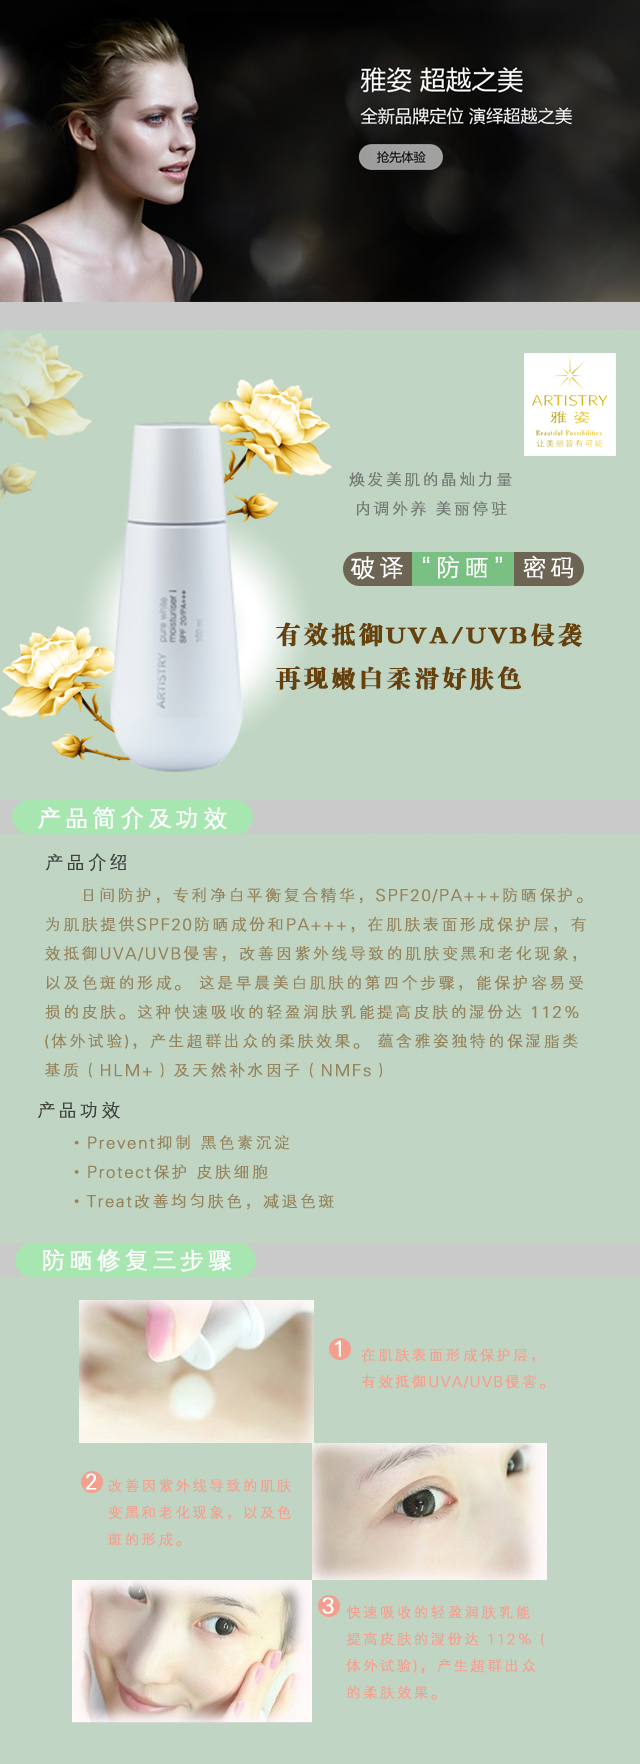 雅姿 超越之美
全新品牌定位 演绎超越之美
抢先体验
ARTISTRY
雅 姿
Beautiful Possibilities
让美丽皆有可能
焕发美肌的晶灿力量
内调外养 美丽停驻
破译“防晒”密码
ARTISTRY
pure white
moisturiser I
SPF 20/PA+++
100 ml
有效抵御UVA/UVB侵袭
再现嫩白柔滑好肤色
产品简介及功效
产品介绍
日间防护，专利净白平衡复合精华，SPF20/PA+++防晒保护。
为肌肤提供SPF20防晒成份和PA+++，在肌肤表面形成保护层，有
效抵御UVA/UVB侵害，改善因紫外线导致的肌肤变黑和老化现象，
以及色斑的形成。 这是早晨美白肌肤的第四个步骤，能保护容易受
损的皮肤。这种快速吸收的轻盈润肤乳能提高皮肤的湿份达 112%
(体外试验)，产生超群出众的柔肤效果。 蕴含雅姿独特的保湿脂类
基质（HLM+）及天然补水因子（NMFs）
产品功效
·Prevent抑制 黑色素沉淀
·Protect保护 皮肤细胞
·Treat改善均匀肤色，减退色斑
防晒修复三步骤
1 在肌肤表面形成保护层，
有效抵御UVA/UVB侵害。
2 改善因紫外线导致的肌肤
变黑和老化现象，以及色
斑的形成。
3 快速吸收的轻盈润肤乳能
提高皮肤的湿份达 112%（
体外试验)，产生超群出众
的柔肤效果。